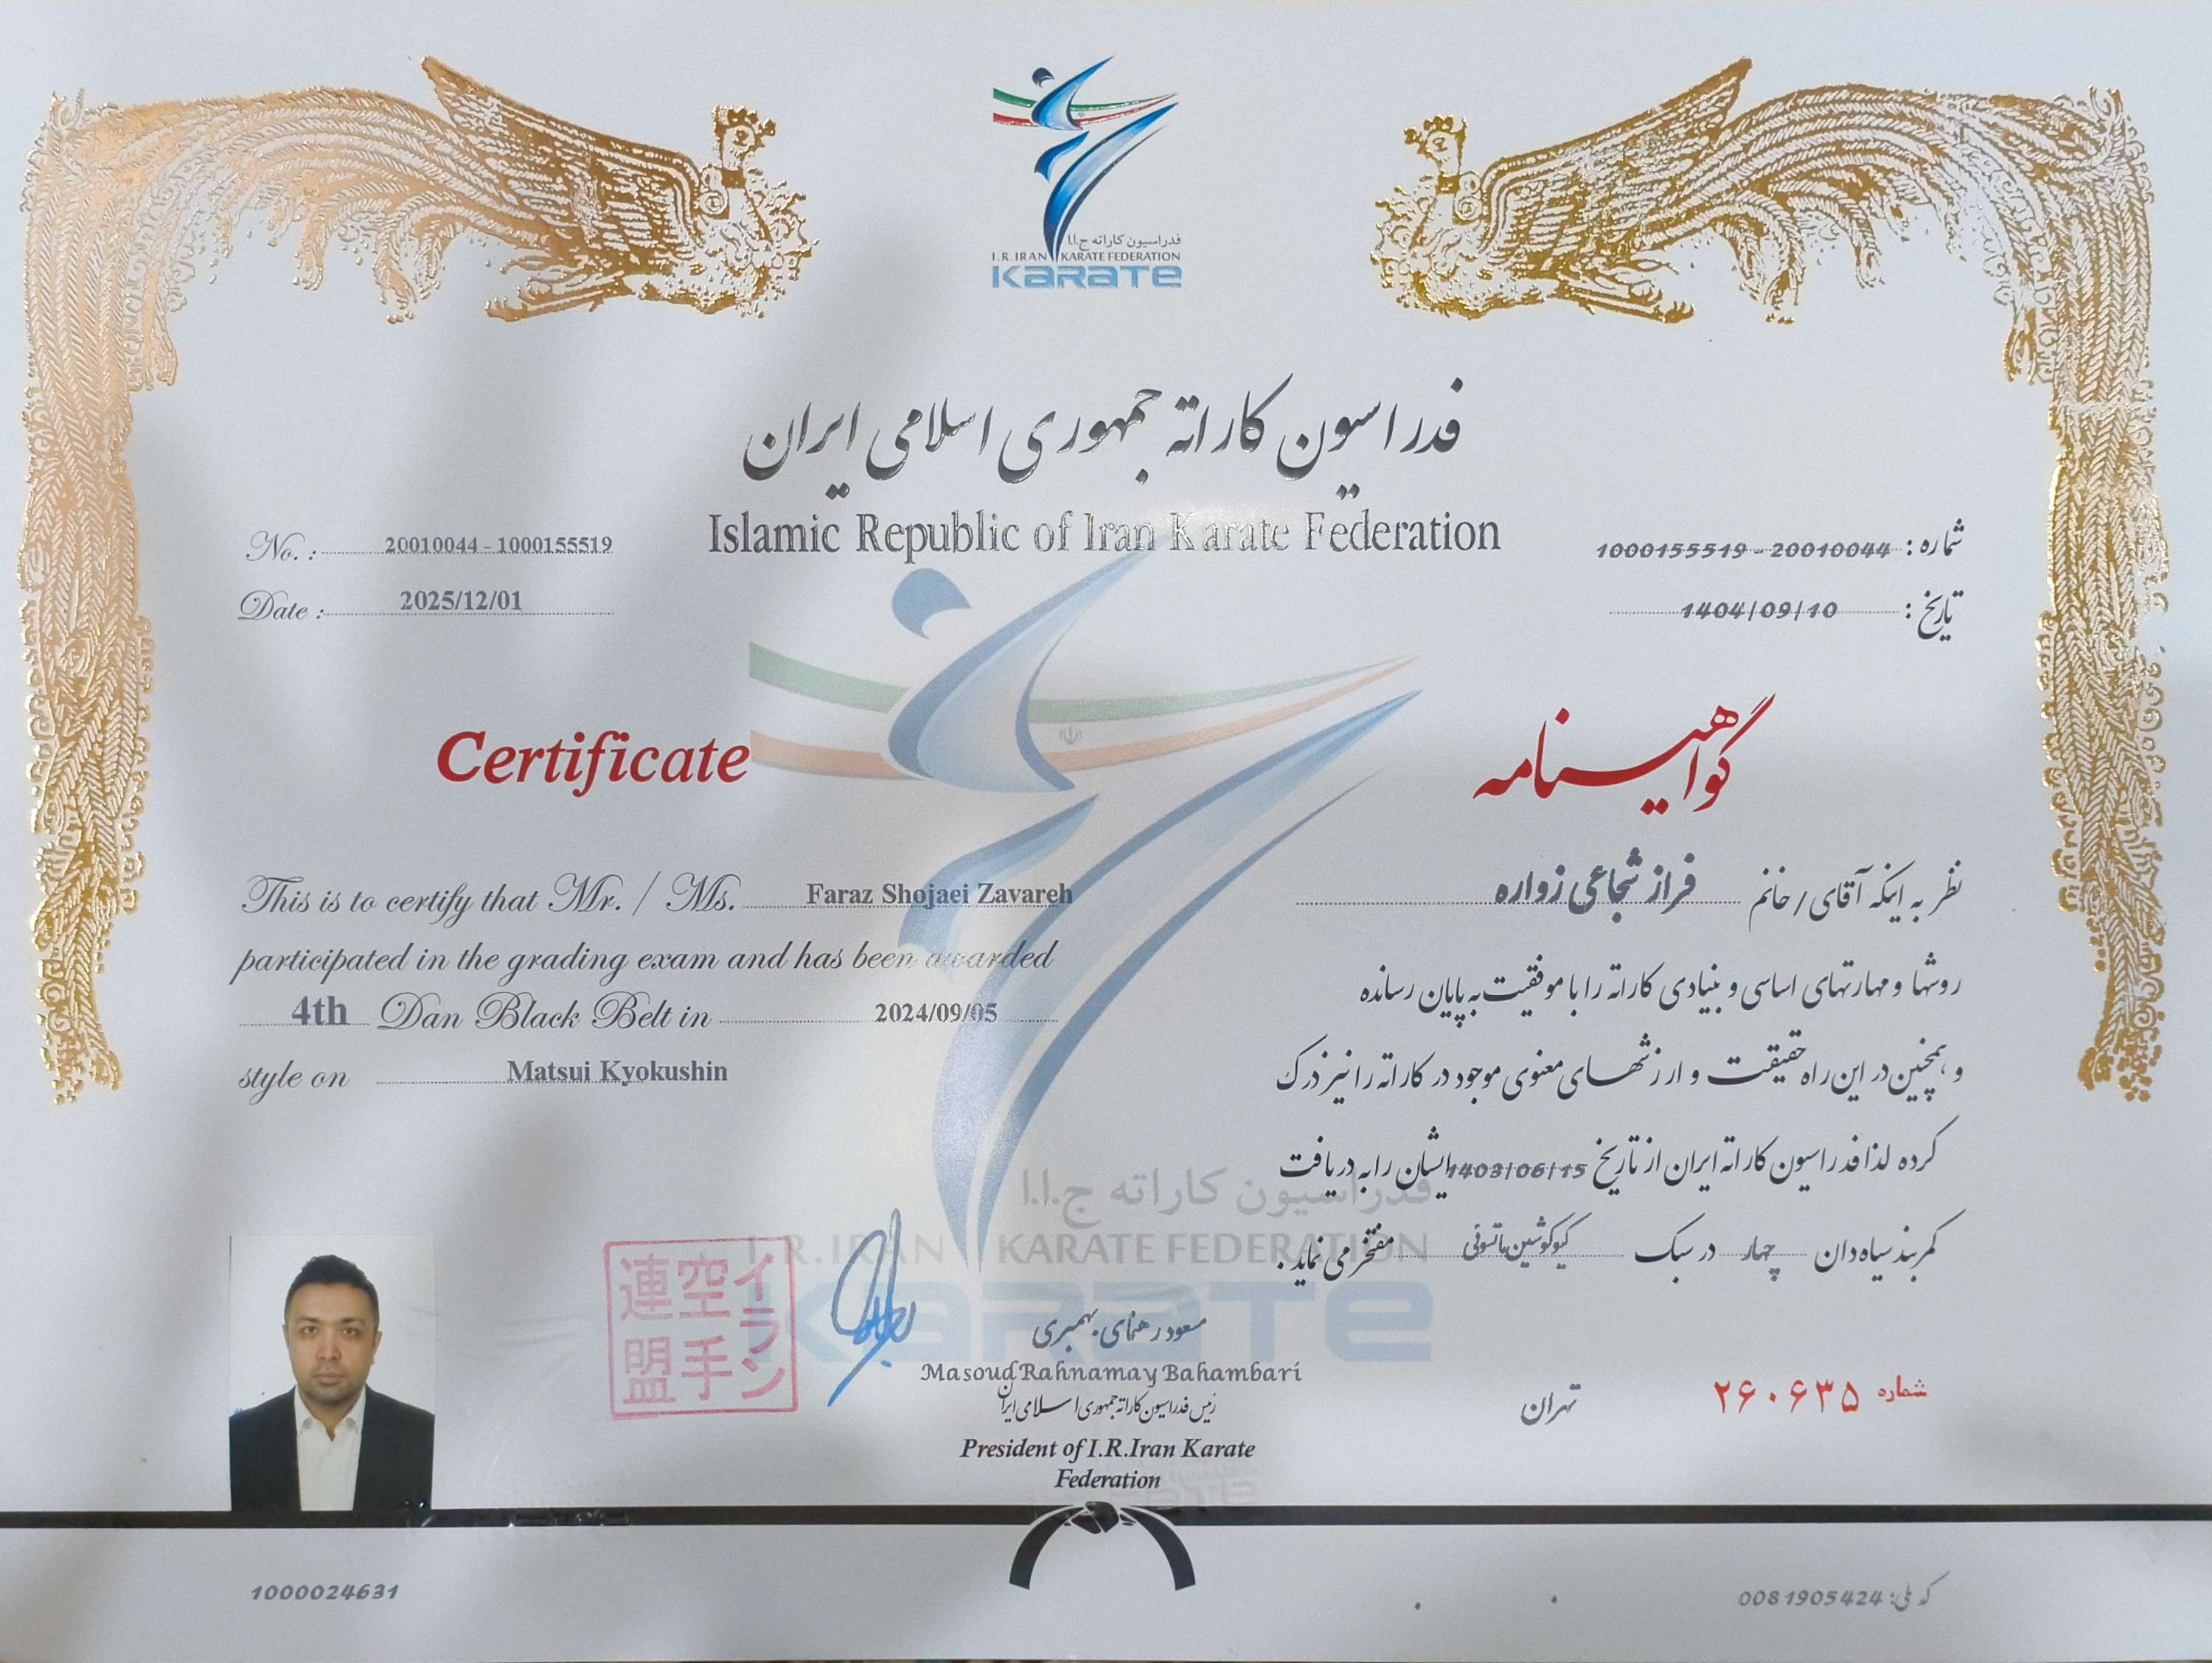 فدراسیون کاراته ج.ا.ا
I.R. IRAN KARATE FEDERATION
KARATE
فدراسیون کاراته جمهوری اسلامی ایران
Islamic Republic of Iran Karate Federation
No. : 20010044 - 1000155519
Date : 2025/12/01
شماره : 20010044 - 1000155519
تاریخ : 1404/09/10
Certificate
This is to certify that Mr. / Ms. Faraz Shojaei Zavareh
participated in the grading exam and has been awarded
4th Dan Black Belt in 2024/09/05
style on Matsui Kyokushin
گواهینامه
نظر به اینکه آقای / خانم فراز شجاعی زواره
روشها و مهارتهای اساسی و بنیادی کاراته را با موفقیت به پایان رسانده
و همچنین در این راه حقیقت و ارزشهای معنوی موجود در کاراته را نیز درک
کرده لذا فدراسیون کاراته ایران از تاریخ 1403/06/15 ایشان را به دریافت
کمربند سیاه دان چهار در سبک کیوکوشین ماتسوئی مفتخر می نماید .
فدراسیون کاراته ج.ا.ا
I.R. IRAN KARATE FEDERATION
KARATE
イラン
空手
連盟
مسعود رهنمای بهمبری
Masoud Rahnamay Bahambari
رئیس فدراسیون کاراته جمهوری اسلامی ایران
President of I.R.Iran Karate
Federation
تهران
شماره ۲۶۰۶۳۵
1000024631
کد ملی: 0081905424